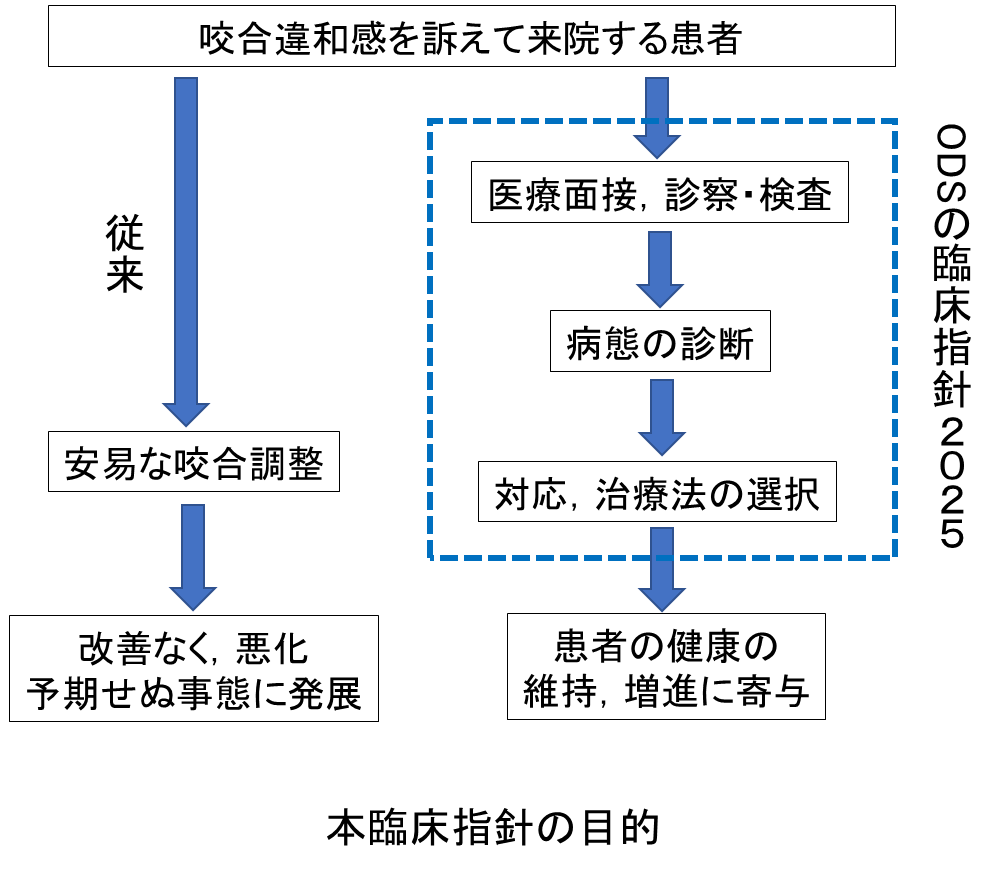 咬合違和感を訴えて来院する患者
従来
安易な咬合調整
改善なく，悪化
予期せぬ事態に発展
医療面接，診察・検査
病態の診断
対応，治療法の選択
患者の健康の
維持，増進に寄与
ODSの臨床指針２０２５
本臨床指針の目的